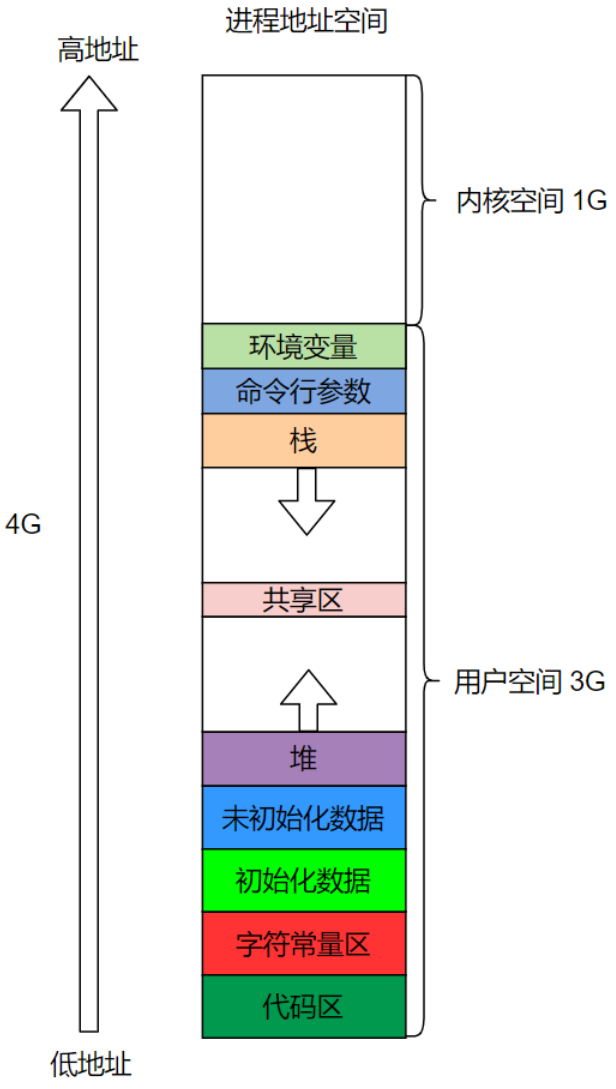 进程地址空间
高地址
内核空间 1G
环境变量
命令行参数
栈
4G
共享区
用户空间 3G
堆
未初始化数据
初始化数据
字符常量区
代码区
低地址